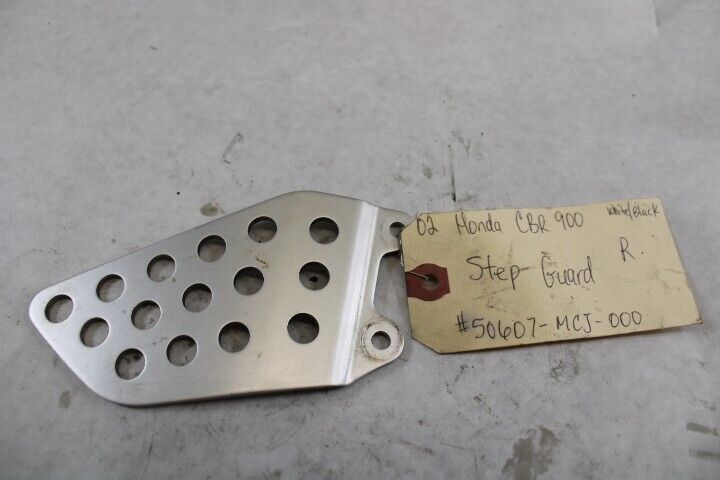 02 Honda CBR 900 White/Black
Step Guard R.
#50607-MCJ-000